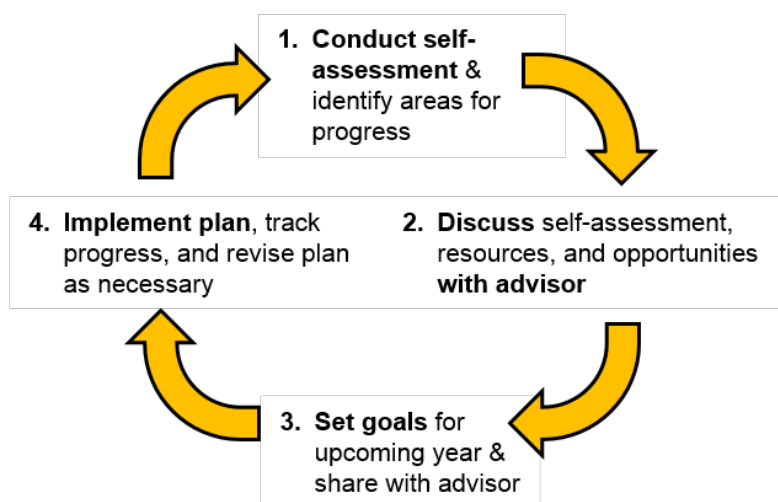 1. Conduct self-
assessment &
identify areas for
progress
2. Discuss self-assessment,
resources, and opportunities
with advisor
3. Set goals for
upcoming year &
share with advisor
4. Implement plan, track
progress, and revise plan
as necessary